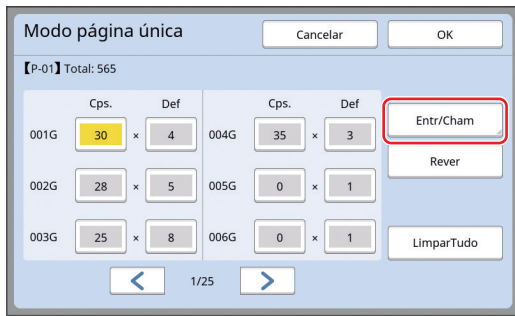 Modo página única
Cancelar
OK
【P-01】Total: 565
Cps. Def Cps. Def
001G 30 × 4 004G 35 × 3
002G 28 × 5 005G 0 × 1
003G 25 × 8 006G 0 × 1
Entr/Cham
Rever
LimparTudo
1/25